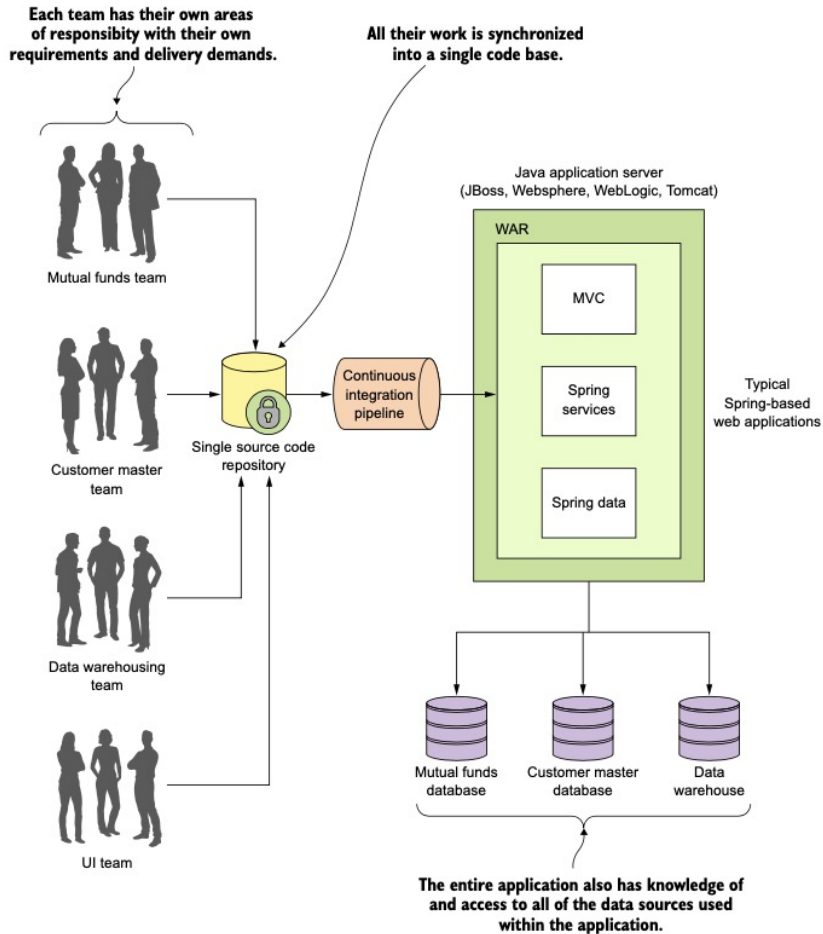 Each team has their own areas
of responsibity with their own
requirements and delivery demands.
All their work is synchronized
into a single code base.
Mutual funds team
Customer master
team
Data warehousing
team
UI team
Single source code
repository
Continuous
integration
pipeline
Java application server
(JBoss, Websphere, WebLogic, Tomcat)
WAR
MVC
Spring
services
Spring data
Typical
Spring-based
web applications
Mutual funds
database
Customer master
database
Data
warehouse
The entire application also has knowledge of
and access to all of the data sources used
within the application.